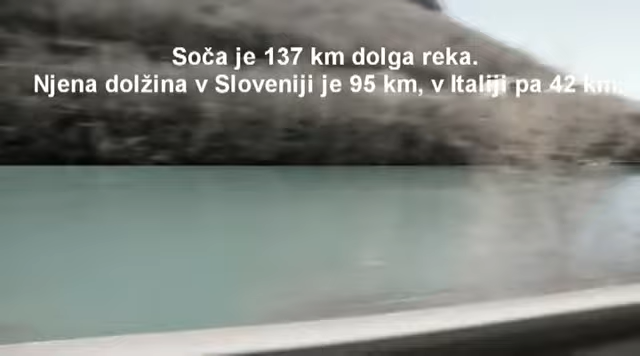 Soča je 137 km dolga reka.
Njena dolžina v Sloveniji je 95 km, v Italiji pa 42 km.